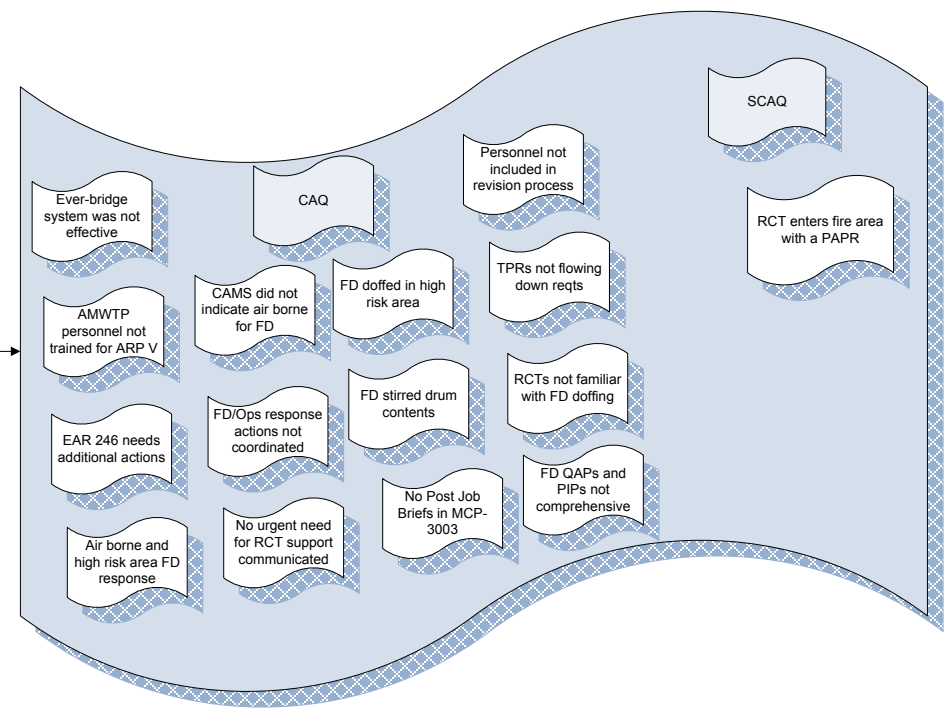 SCAQ
Personnel not
included in
revision process
CAQ
Ever-bridge
system was not
effective
RCT enters fire area
with a PAPR
TPRs not flowing
down reqts
FD doffed in high
risk area
CAMS did not
indicate air borne
for FD
AMWTP
personnel not
trained for ARP V
RCTs not familiar
with FD doffing
FD stirred drum
contents
FD/Ops response
actions not
coordinated
EAR 246 needs
additional actions
FD QAPs and
PIPs not
comprehensive
No Post Job
Briefs in MCP-
3003
No urgent need
for RCT support
communicated
Air borne and
high risk area FD
response